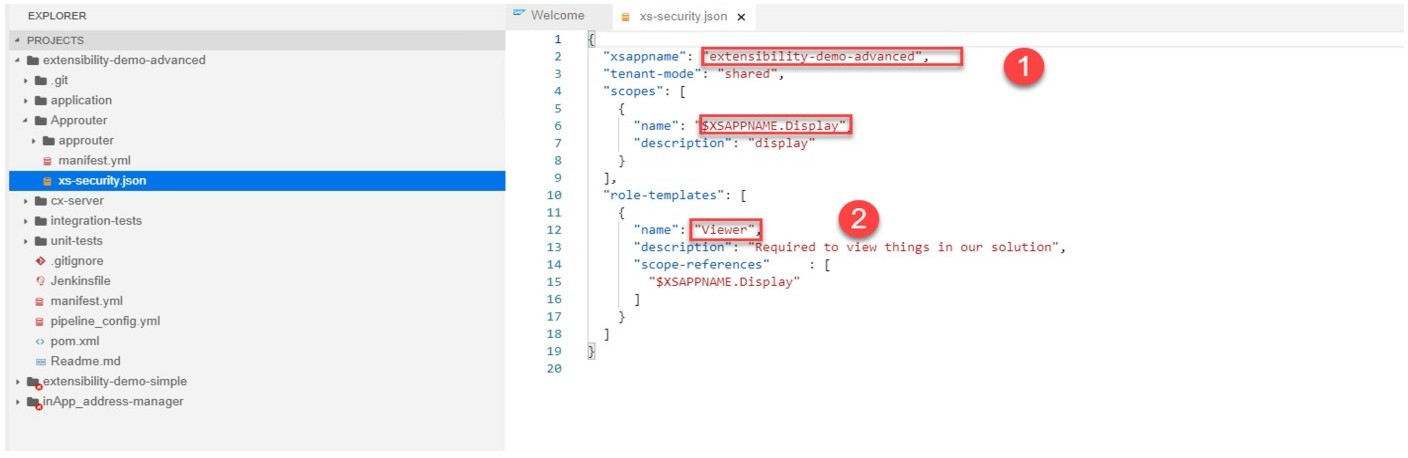 EXPLORER
PROJECTS
extensibility-demo-advanced
.git
application
Approuter
approuter
manifest.yml
xs-security.json
cx-server
integration-tests
unit-tests
.gitignore
Jenkinsfile
manifest.yml
pipeline_config.yml
pom.xml
Readme.md
extensibility-demo-simple
inApp_address-manager
Welcome
xs-security.json ×
1 {
2 "xsappname": "extensibility-demo-advanced",
3 "tenant-mode": "shared",
4 "scopes": [
5 {
6 "name": "$XSAPPNAME.Display",
7 "description": "display"
8 }
9 ],
10 "role-templates": [
11 {
12 "name": "Viewer",
13 "description": "Required to view things in our solution",
14 "scope-references" : [
15 "$XSAPPNAME.Display"
16 ]
17 }
18 ]
19 }
20
1
2